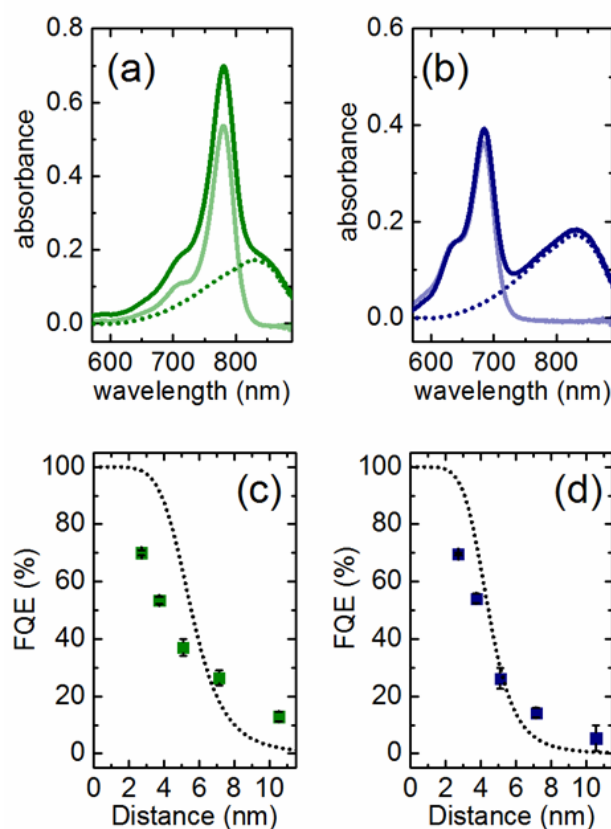 (a)
absorbance
0.8
0.6
0.4
0.2
0.0
600 700 800
wavelength (nm)
(b)
absorbance
0.6
0.4
0.2
0.0
600 700 800
wavelength (nm)
(c)
FQE (%)
100
80
60
40
20
0
0 2 4 6 8 10
Distance (nm)
(d)
FQE (%)
100
80
60
40
20
0
0 2 4 6 8 10
Distance (nm)